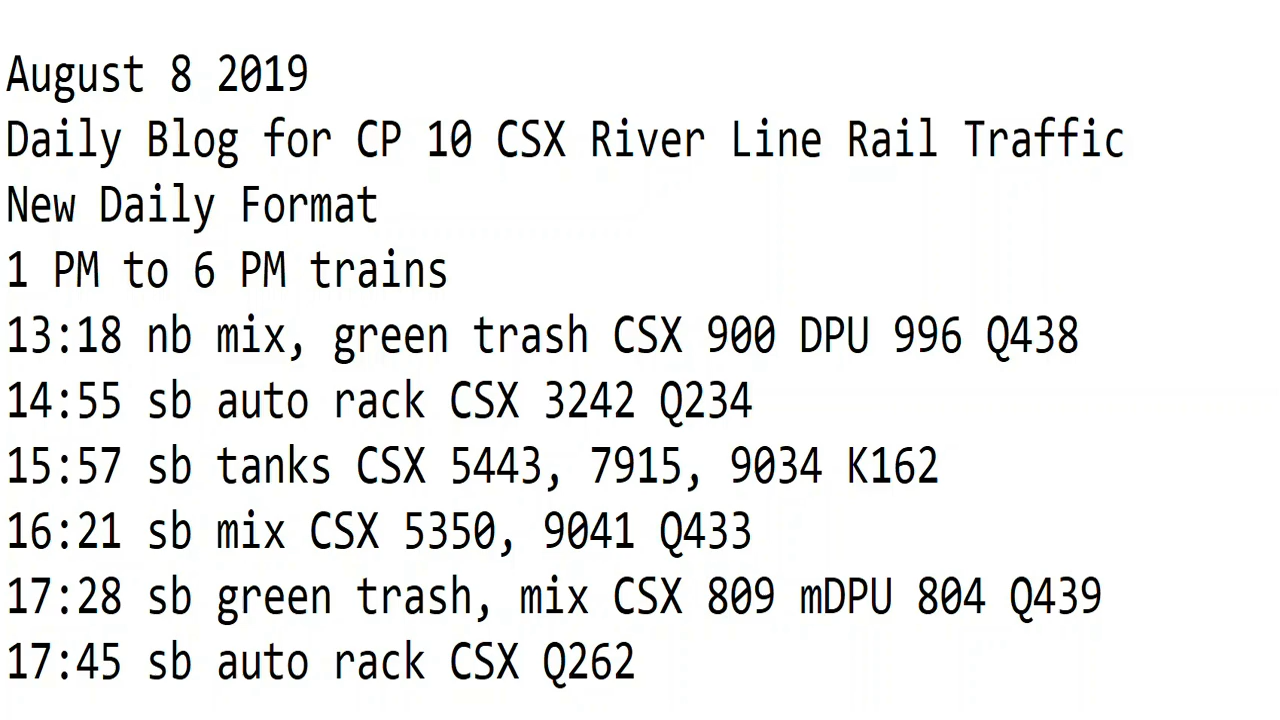 August 8 2019
Daily Blog for CP 10 CSX River Line Rail Traffic
New Daily Format
1 PM to 6 PM trains
13:18 nb mix, green trash CSX 900 DPU 996 Q438
14:55 sb auto rack CSX 3242 Q234
15:57 sb tanks CSX 5443, 7915, 9034 K162
16:21 sb mix CSX 5350, 9041 Q433
17:28 sb green trash, mix CSX 809 mDPU 804 Q439
17:45 sb auto rack CSX Q262